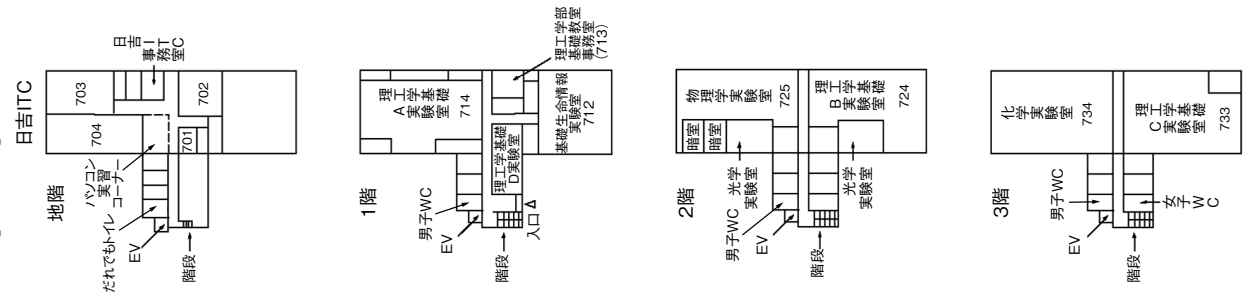 日吉ITC
地階
704
703
日吉IT
事務室C
702
701
パソコン
実習
コーナー
だれでもトイレ
EV
階段
1階
理工学基礎
A実験室
714
理工学部
基礎教室
事務室
(713)
基礎生命情報
実験室
712
理工学基礎
D実験室
男子WC
EV
入口
階段
2階
暗室
暗室
物理学実験室
725
理工学基礎
B実験室
724
光学
実験室
光学
実験室
男子WC
EV
階段
3階
化学実験室
734
理工学基礎
C実験室
733
男子WC
女子WC
EV
階段